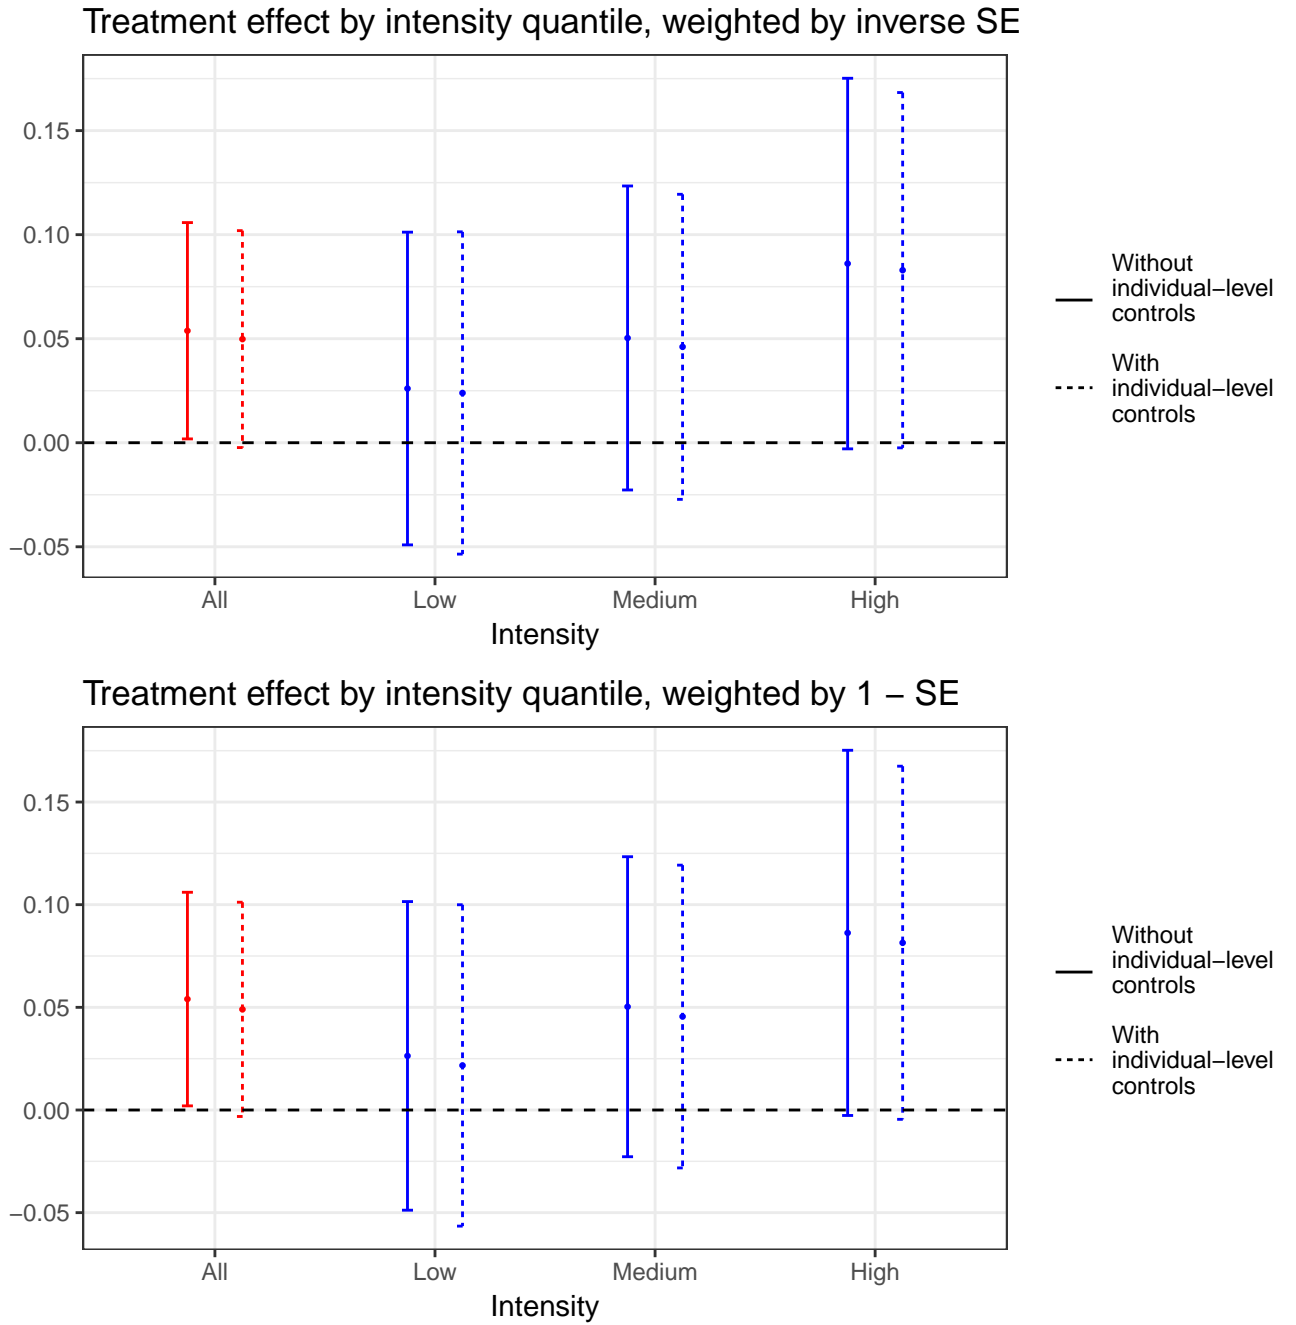 Treatment effect by intensity quantile, weighted by inverse SE
0.15
0.10
0.05
0.00
−0.05
All
Low
Medium
High
Intensity
Without
individual−level
controls
With
individual−level
controls
Treatment effect by intensity quantile, weighted by 1 − SE
0.15
0.10
0.05
0.00
−0.05
All
Low
Medium
High
Intensity
Without
individual−level
controls
With
individual−level
controls